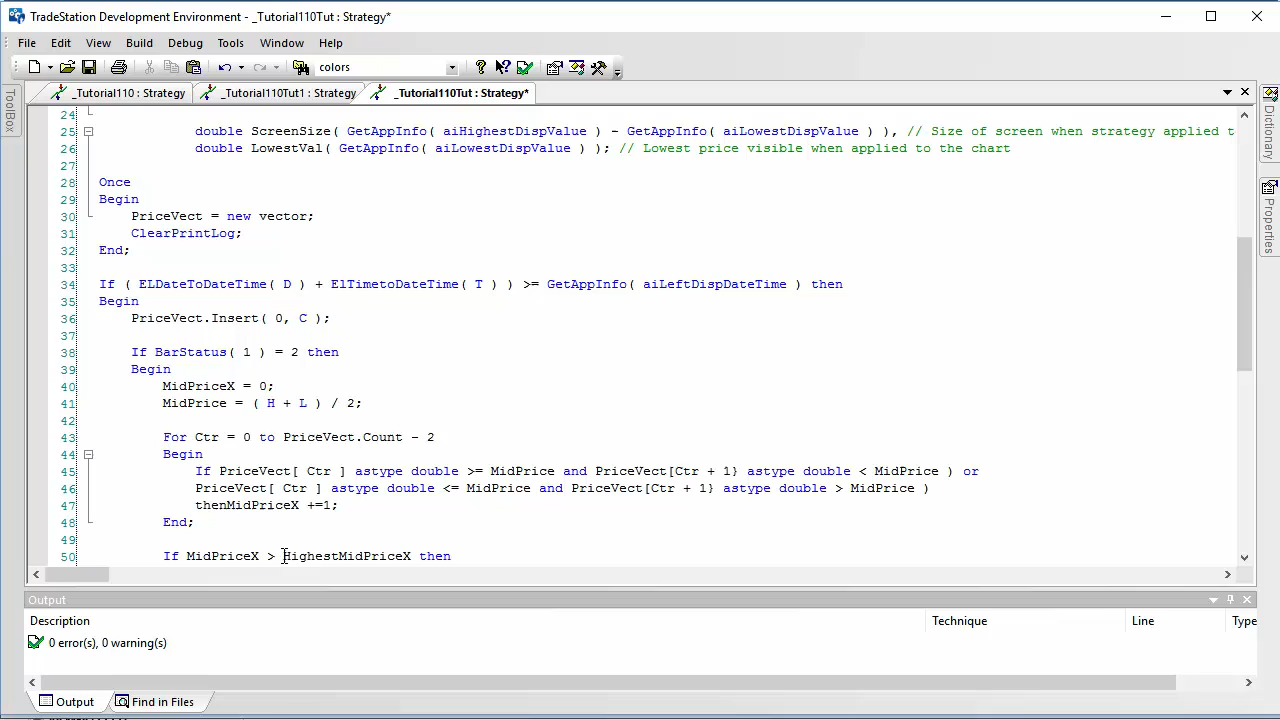 TradeStation Development Environment - _Tutorial110Tut : Strategy*
File Edit View Build Debug Tools Window Help
colors
_Tutorial110 : Strategy _Tutorial110Tut1 : Strategy _Tutorial110Tut : Strategy*
ToolBox
Dictionary
Properties
24
25 double ScreenSize( GetAppInfo( aiHighestDispValue ) - GetAppInfo( aiLowestDispValue ) ), // Size of screen when strategy applied t
26 double LowestVal( GetAppInfo( aiLowestDispValue ) ); // Lowest price visible when applied to the chart
27
28 Once
29 Begin
30 PriceVect = new vector;
31 ClearPrintLog;
32 End;
33
34 If ( ELDateToDateTime( D ) + ElTimetoDateTime( T ) ) >= GetAppInfo( aiLeftDispDateTime ) then
35 Begin
36 PriceVect.Insert( 0, C );
37
38 If BarStatus( 1 ) = 2 then
39 Begin
40 MidPriceX = 0;
41 MidPrice = ( H + L ) / 2;
42
43 For Ctr = 0 to PriceVect.Count - 2
44 Begin
45 If PriceVect[ Ctr ] astype double >= MidPrice and PriceVect[Ctr + 1} astype double < MidPrice ) or
46 PriceVect[ Ctr ] astype double <= MidPrice and PriceVect[Ctr + 1} astype double > MidPrice )
47 thenMidPriceX +=1;
48 End;
49
50 If MidPriceX > HighestMidPriceX then
Output
Description Technique Line Type
0 error(s), 0 warning(s)
Output Find in Files